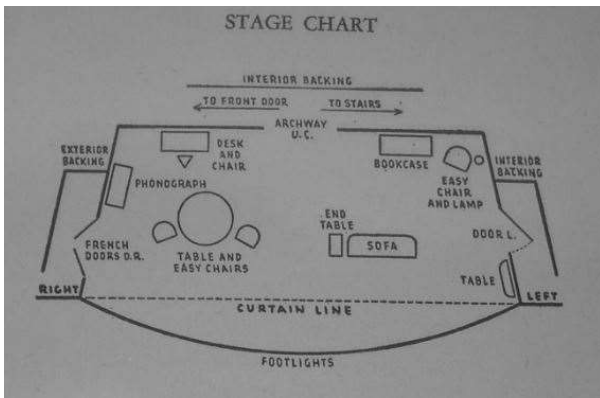 STAGE CHART
INTERIOR BACKING
TO FRONT DOOR
TO STAIRS
ARCHWAY
U.C.
EXTERIOR
BACKING
DESK
AND
CHAIR
BOOKCASE
INTERIOR
BACKING
PHONOGRAPH
EASY
CHAIR
AND LAMP
FRENCH
DOORS D.R.
TABLE AND
EASY CHAIRS
END
TABLE
SOFA
DOOR L.
TABLE
RIGHT
LEFT
CURTAIN LINE
FOOTLIGHTS